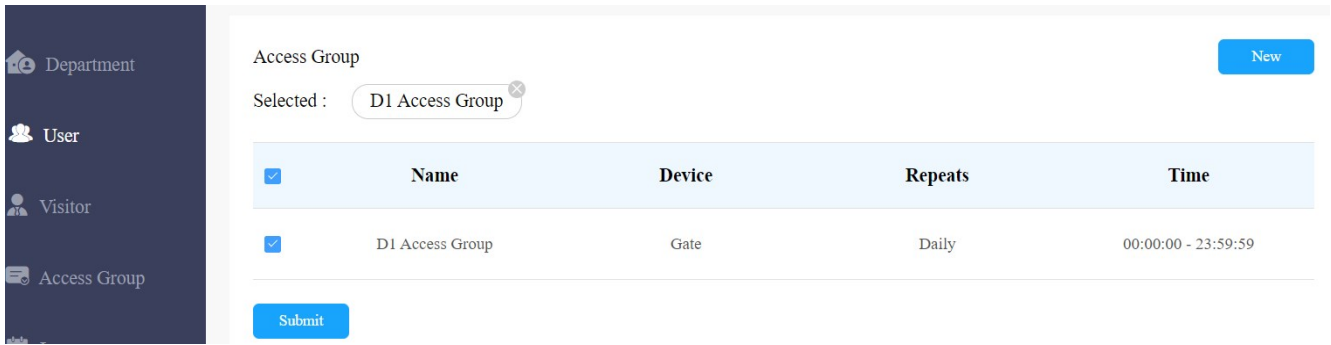 Department
User
Visitor
Access Group
Access Group
New
Selected :
D1 Access Group
Name Device Repeats Time
D1 Access Group Gate Daily 00:00:00 - 23:59:59
Submit